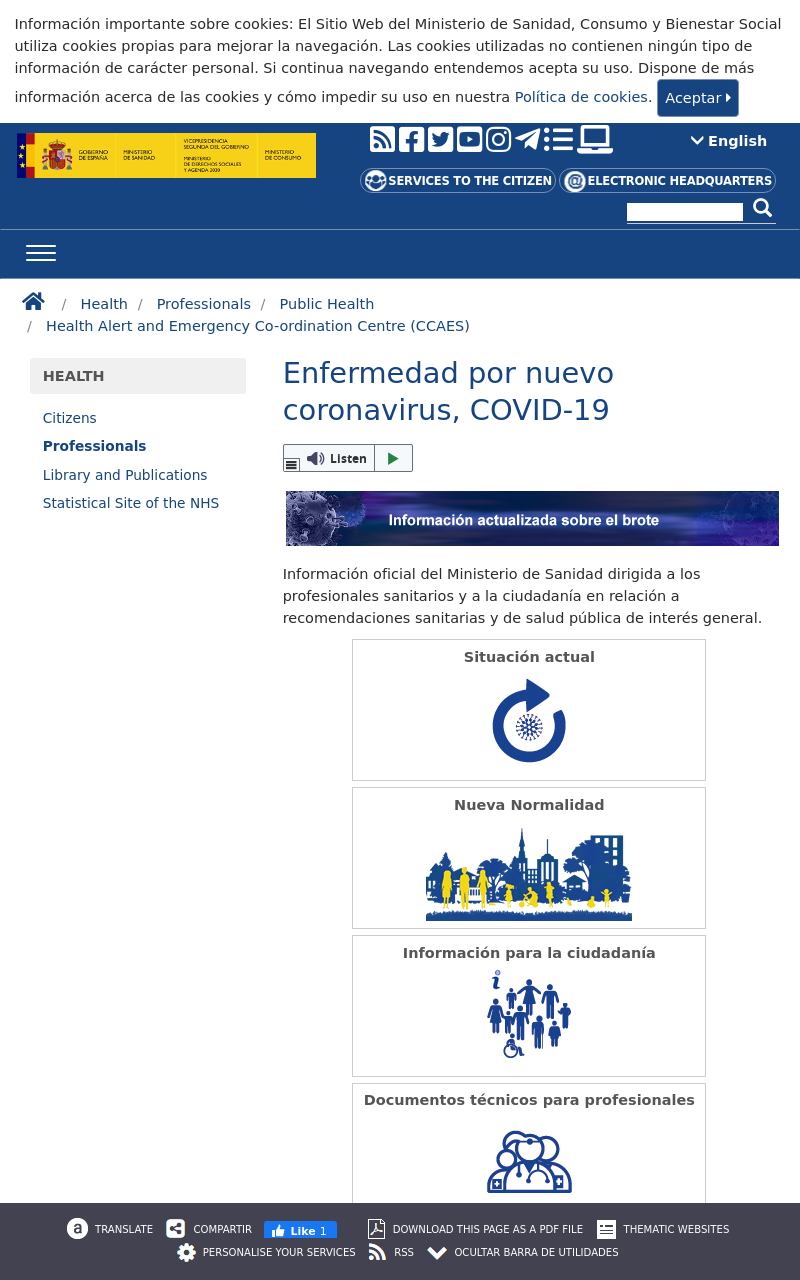 Información importante sobre cookies: El Sitio Web del Ministerio de Sanidad, Consumo y Bienestar Social
utiliza cookies propias para mejorar la navegación. Las cookies utilizadas no contienen ningún tipo de
información de carácter personal. Si continua navegando entendemos acepta su uso. Dispone de más
información acerca de las cookies y cómo impedir su uso en nuestra Política de cookies. Aceptar
GOBIERNO DE ESPAÑA
MINISTERIO DE SANIDAD
VICEPRESIDENCIA SEGUNDA DEL GOBIERNO
MINISTERIO DE DERECHOS SOCIALES Y AGENDA 2030
MINISTERIO DE CONSUMO
English
SERVICES TO THE CITIZEN
@ ELECTRONIC HEADQUARTERS
/ Health / Professionals / Public Health
/ Health Alert and Emergency Co-ordination Centre (CCAES)
HEALTH
Citizens
Professionals
Library and Publications
Statistical Site of the NHS
Enfermedad por nuevo
coronavirus, COVID-19
Listen
Información actualizada sobre el brote
Información oficial del Ministerio de Sanidad dirigida a los
profesionales sanitarios y a la ciudadanía en relación a
recomendaciones sanitarias y de salud pública de interés general.
Situación actual
Nueva Normalidad
Información para la ciudadanía
i
Documentos técnicos para profesionales
a TRANSLATE COMPARTIR Like 1 DOWNLOAD THIS PAGE AS A PDF FILE THEMATIC WEBSITES
PERSONALISE YOUR SERVICES RSS OCULTAR BARRA DE UTILIDADES